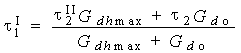 τ₁ᴵ = (τ₂ᴵᴵ G_dhmax + τ₂ G_do) / (G_dhmax + G_do)